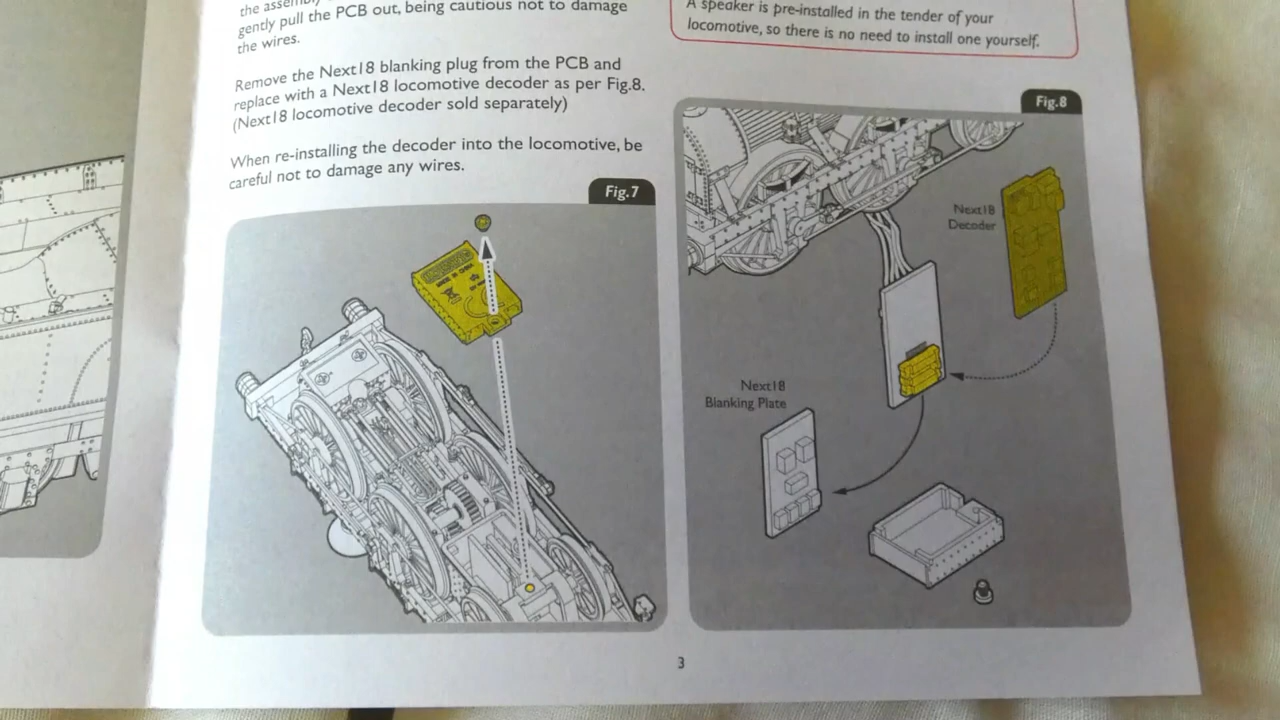 the assembly
gently pull the PCB out, being cautious not to damage
the wires.
Remove the Next18 blanking plug from the PCB and
replace with a Next18 locomotive decoder as per Fig.8.
(Next18 locomotive decoder sold separately)
When re-installing the decoder into the locomotive, be
careful not to damage any wires.
Fig.7
MADE IN CHINA
A speaker is pre-installed in the tender of your
locomotive, so there is no need to install one yourself.
Fig.8
Next18
Decoder
Next18
Blanking Plate
3